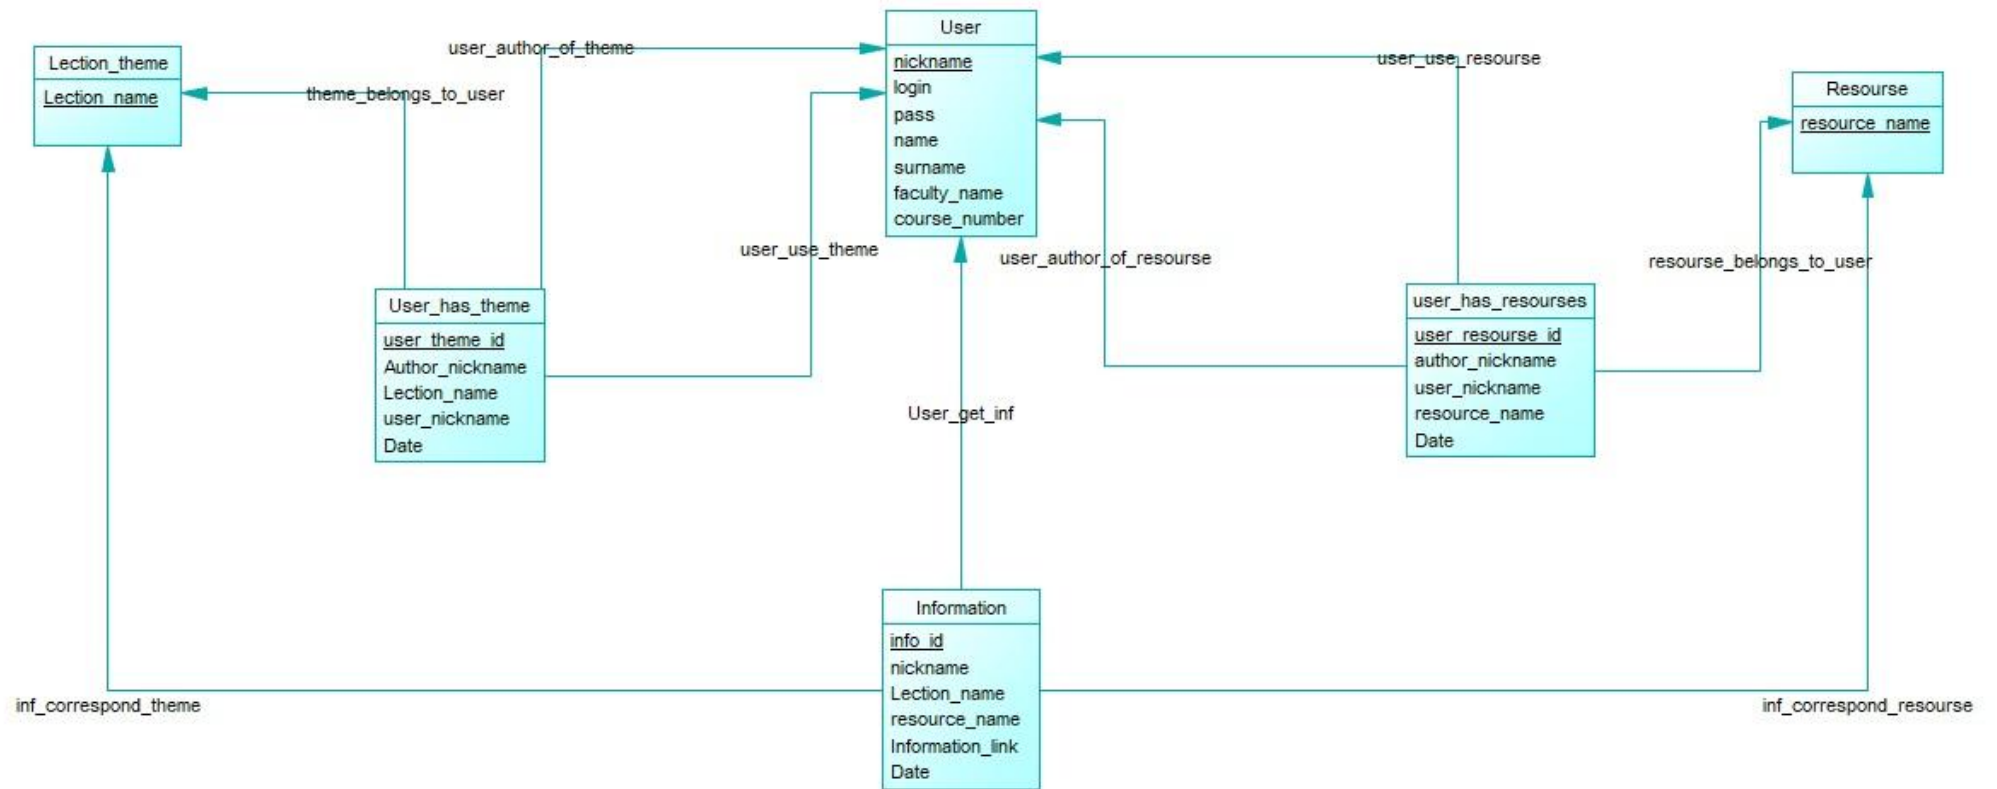 User
nickname
login
pass
name
surname
faculty_name
course_number
user_author_of_theme
Lection_theme
Lection_name
theme_belongs_to_user
user_use_resourse
Resourse
resource_name
user_use_theme
user_author_of_resourse
resourse_belongs_to_user
User_has_theme
user_theme_id
Author_nickname
Lection_name
user_nickname
Date
user_has_resourses
user_resourse_id
author_nickname
user_nickname
resource_name
Date
User_get_inf
Information
info_id
nickname
Lection_name
resource_name
Information_link
Date
inf_correspond_theme
inf_correspond_resourse